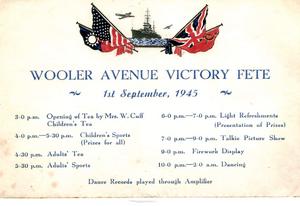 WOOLER AVENUE VICTORY FETE
1st September, 1945
3-0 p.m. Opening of Tea by Mrs. W. Cuff
Children's Tea
4-0 p.m.—5-30 p.m. Children's Sports
(Prizes for all)
4-30 p.m. Adults' Tea
5-30 p.m. Adults' Sports
6-0 p.m.—7-0 p.m. Light Refreshments
(Presentation of Prizes)
7-0 p.m.—9-0 p.m. Talkie Picture Show
9-0 p.m. Firework Display
10-0 p.m.—2-0 a.m. Dancing
Dance Records played through Amplifier